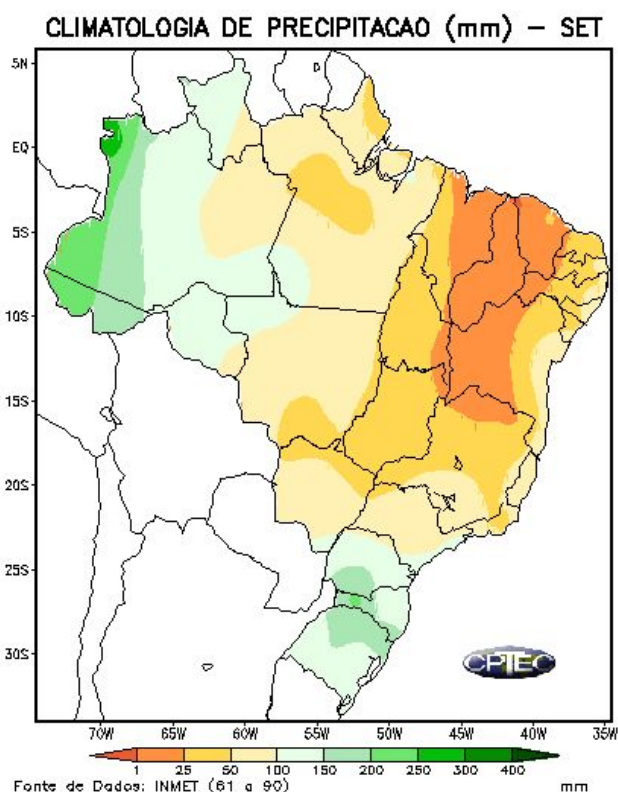 CLIMATOLOGIA DE PRECIPITACAO (mm) — SET
5N
EQ
5S
10S
15S
20S
25S
30S
CPTEC
70W 65W 60W 55W 50W 45W 40W 35W
1 25 50 100 150 200 250 300 400
Fonte de Dados: INMET (61 a 90) mm